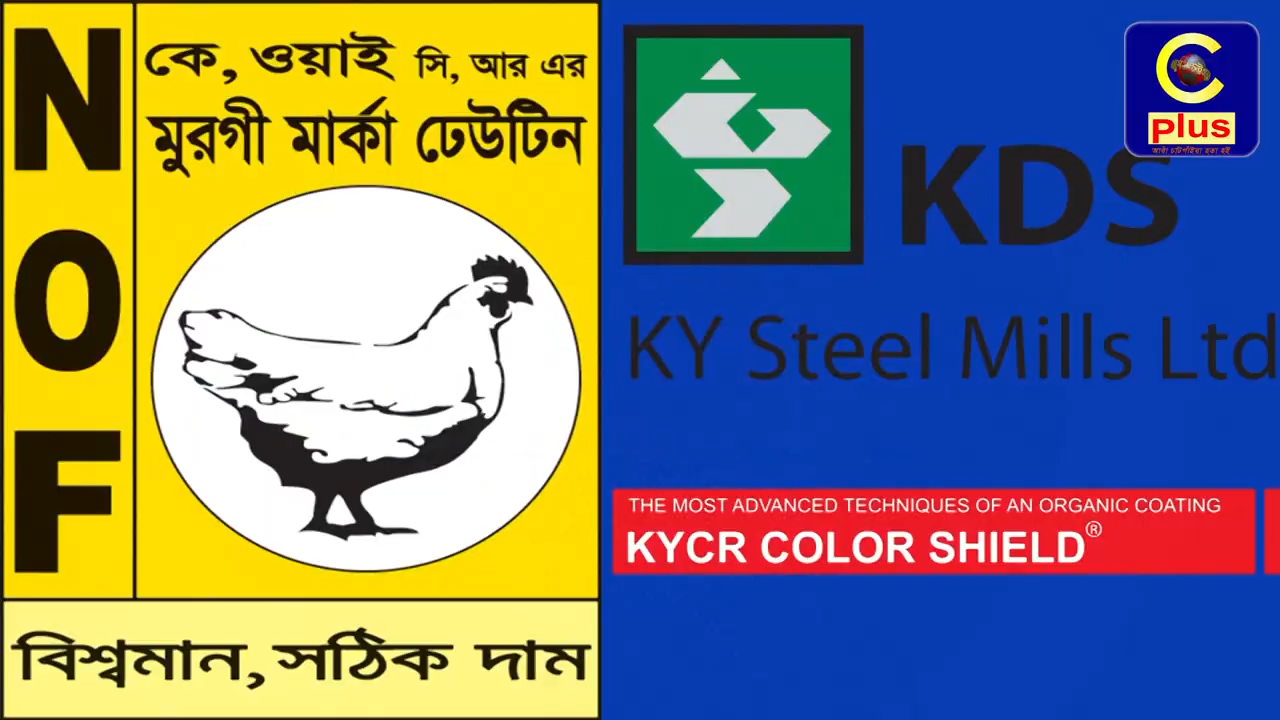 NOF
কে, ওয়াই সি, আর এর
মুরগী মার্কা ঢেউটিন
বিশ্বমান, সঠিক দাম
KDS
KY Steel Mills Ltd
THE MOST ADVANCED TECHNIQUES OF AN ORGANIC COATING
KYCR COLOR SHIELD®
C
plus